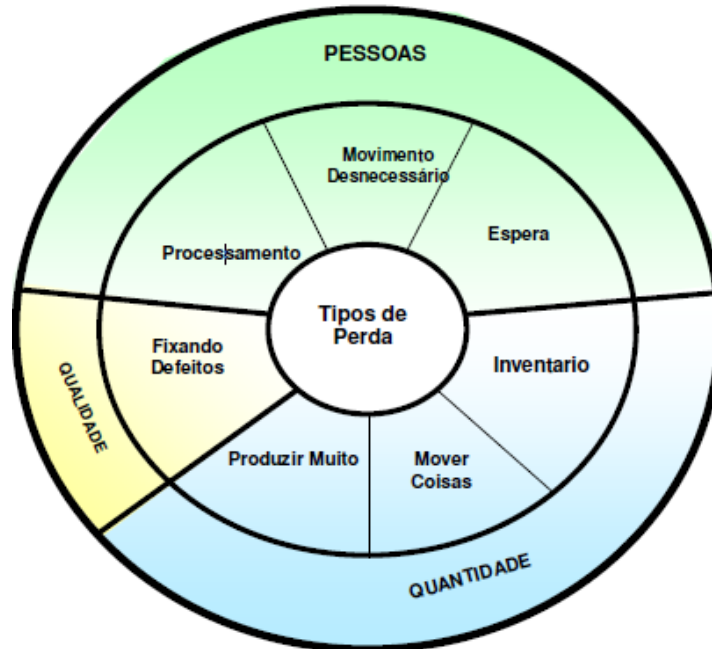 PESSOAS
Movimento
Desnecessário
Processamento
Espera
Tipos de
Perda
Fixando
Defeitos
Inventario
QUALIDADE
Produzir Muito
Mover
Coisas
QUANTIDADE